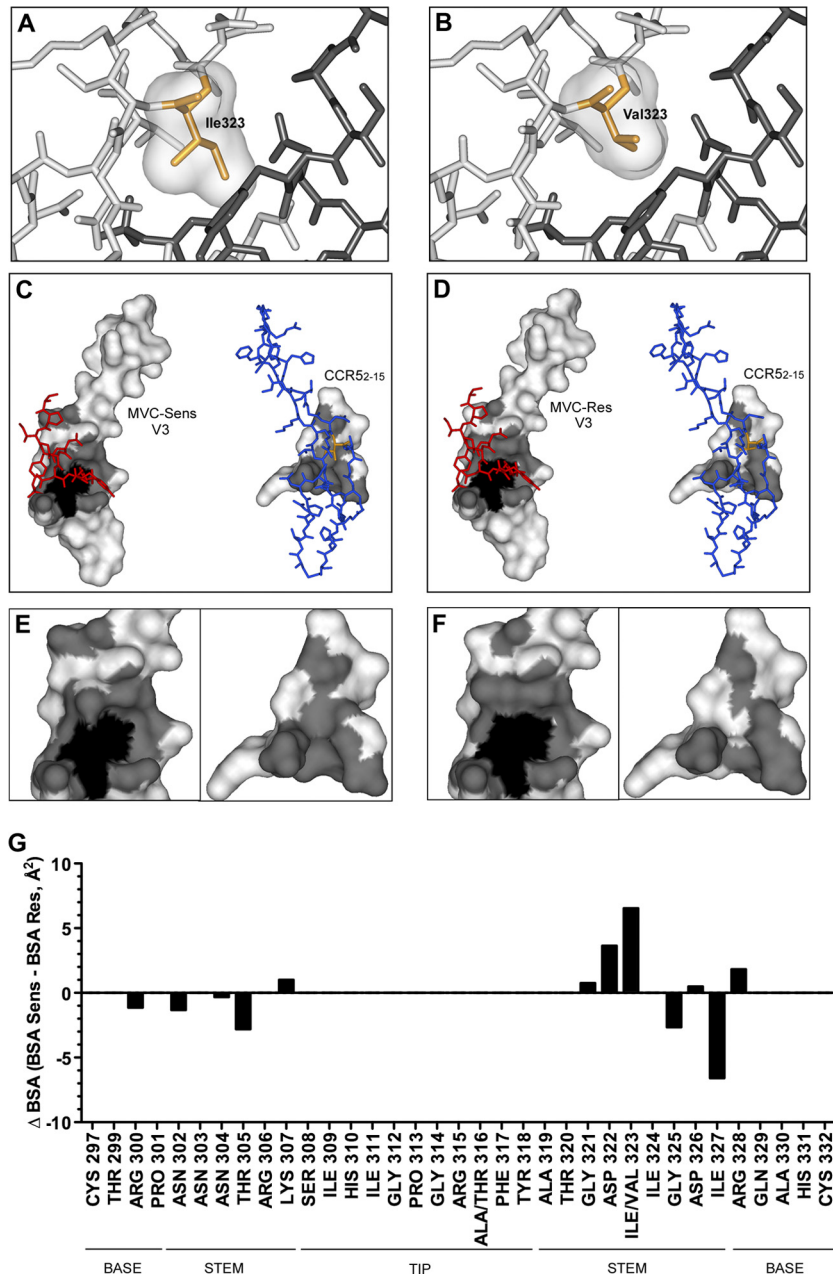 A
Ile323
B
Val323
C
MVC-Sens
V3
CCR52-15
D
MVC-Res
V3
CCR52-15
E
F
G
Δ BSA (BSA Sens - BSA Res, Å2)
10
5
0
-5
-10
CYS 297
THR 299
ARG 300
PRO 301
ASN 302
ASN 303
ASN 304
THR 305
ARG 306
LYS 307
SER 308
ILE 309
HIS 310
ILE 311
GLY 312
PRO 313
GLY 314
ARG 315
ALA/THR 316
PHE 317
TYR 318
ALA 319
THR 320
GLY 321
ASP 322
ILE/VAL 323
ILE 324
GLY 325
ASP 326
ILE 327
ARG 328
GLN 329
ALA 330
HIS 331
CYS 332
BASE
STEM
TIP
STEM
BASE